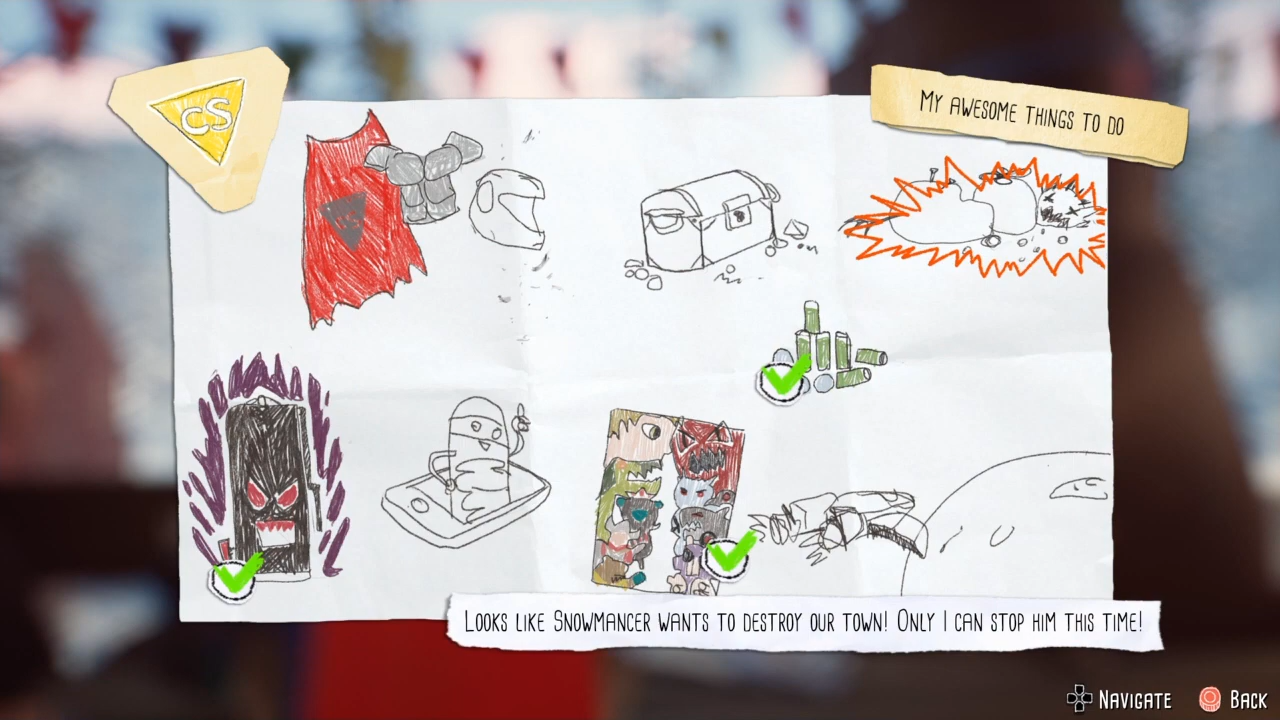 CS
My awesome things to do
Looks like Snowmancer wants to destroy our town! Only I can stop him this time!
Navigate
Back